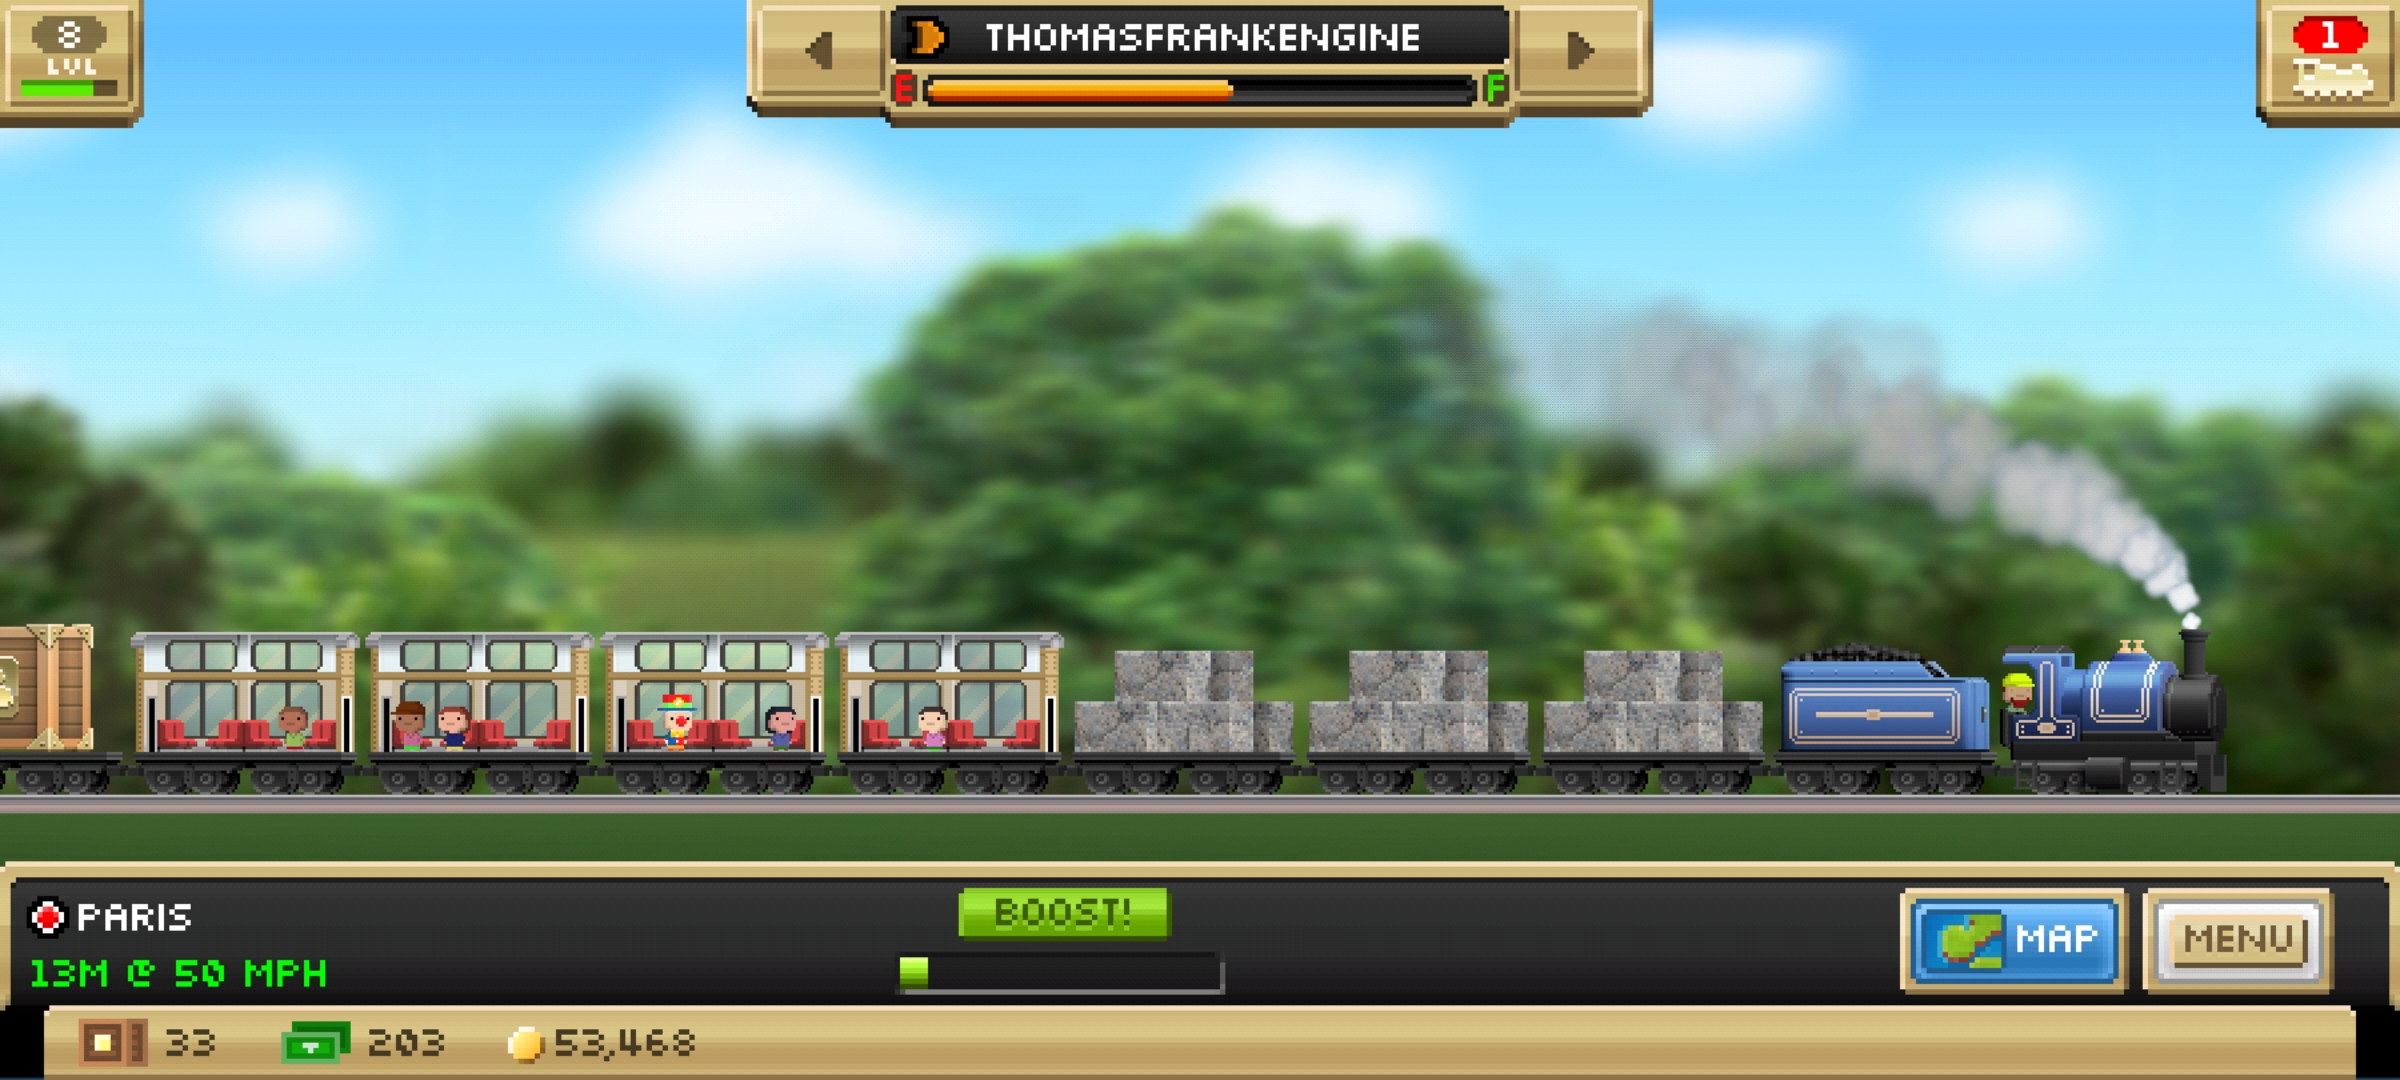 8
LVL
THOMASFRANKENGINE
E F
1
PARIS
13M @ 50 MPH
BOOST!
MAP
MENU
33 203 53,468